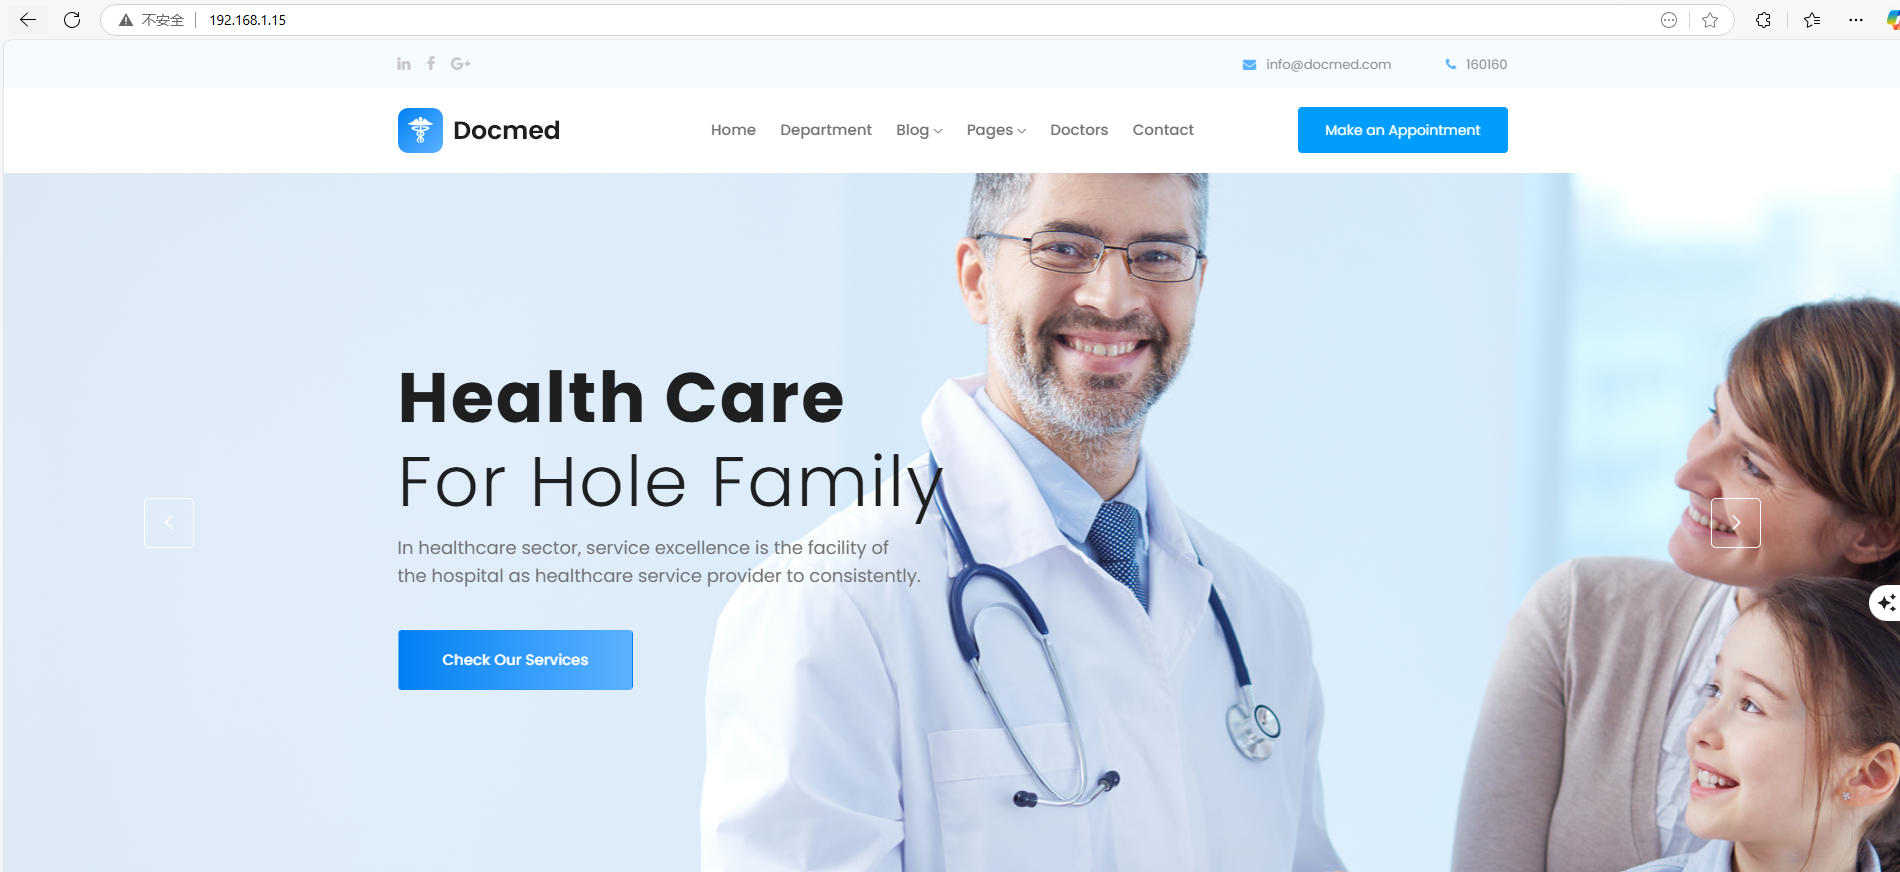 不安全 192.168.1.15
info@docmed.com 160160
Docmed Home Department Blog Pages Doctors Contact Make an Appointment
Health Care
For Hole Family
In healthcare sector, service excellence is the facility of
the hospital as healthcare service provider to consistently.
Check Our Services